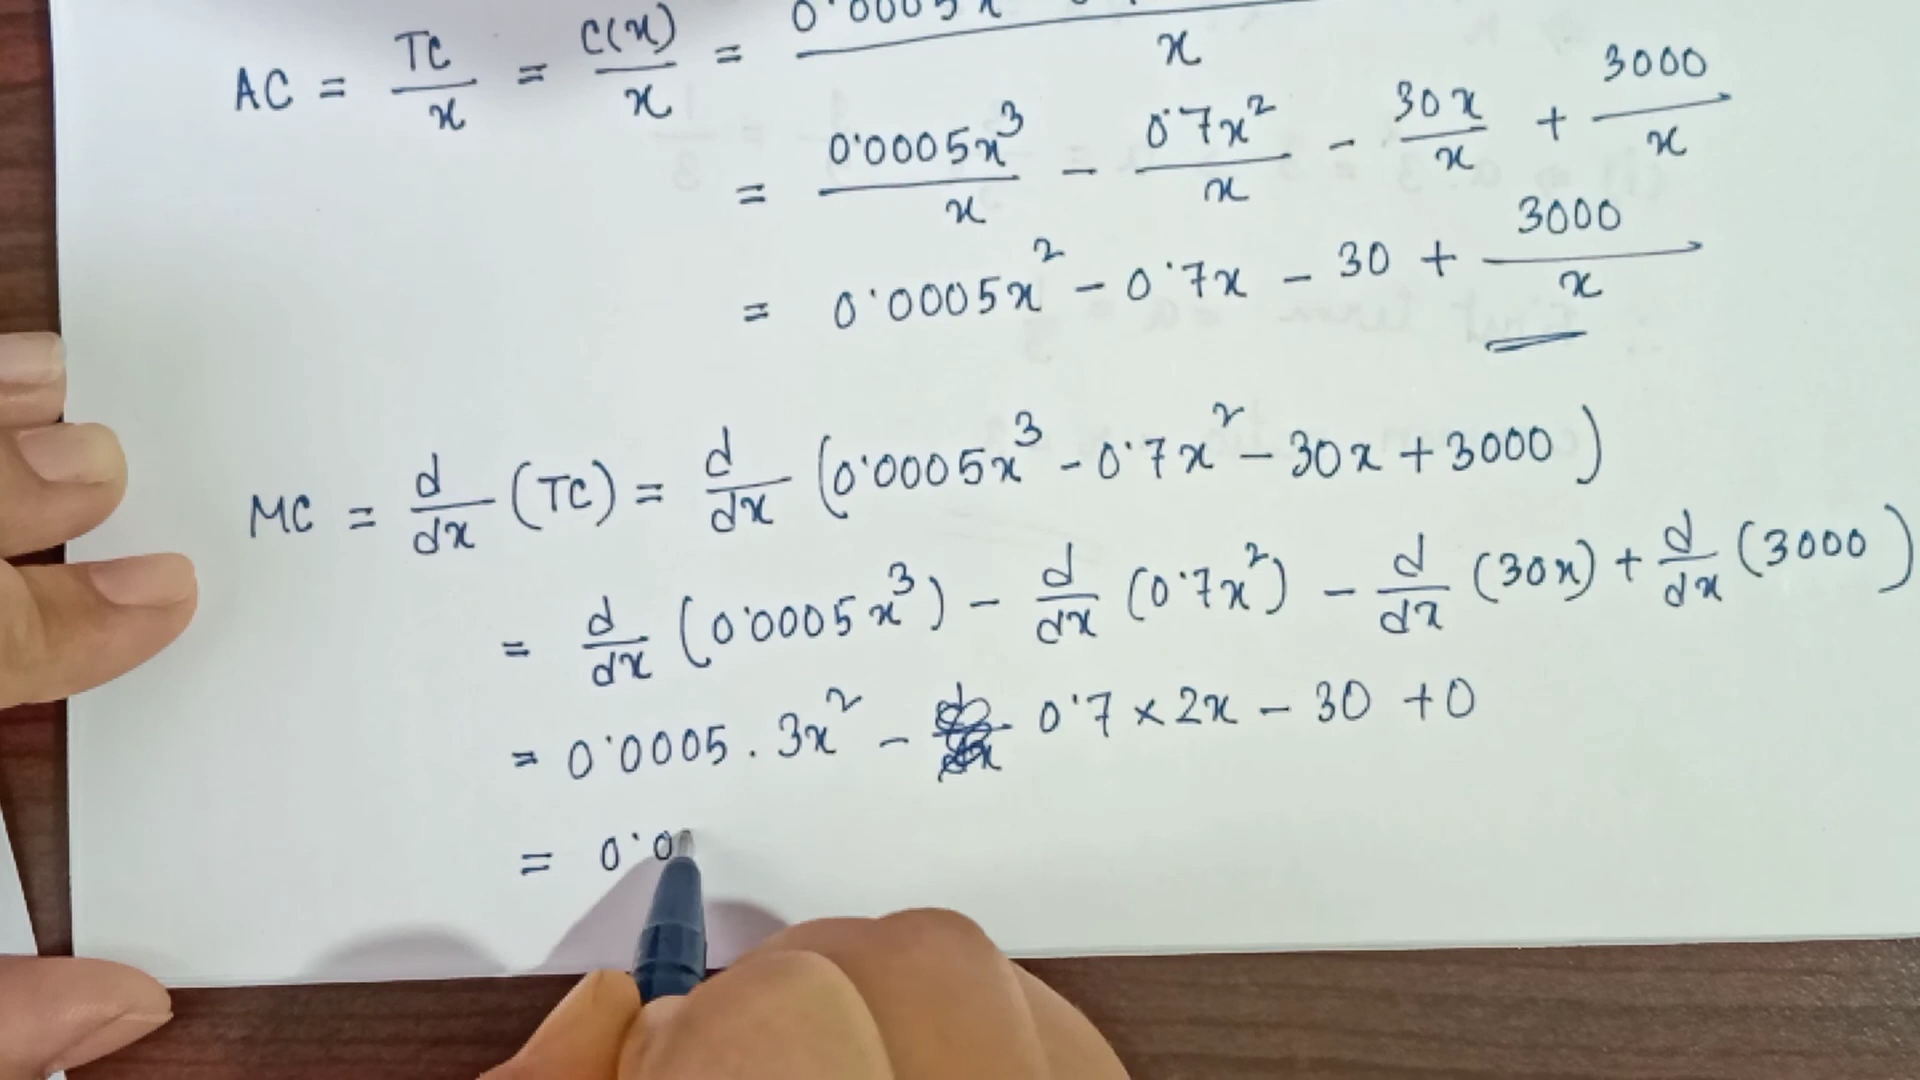 AC = TC/x = C(x)/x = 0.0005x / x
= 0.0005x³/x - 0.7x²/x - 30x/x + 3000/x
= 0.0005x² - 0.7x - 30 + 3000/x
MC = d/dx (TC) = d/dx (0.0005x³ - 0.7x² - 30x + 3000)
= d/dx (0.0005x³) - d/dx (0.7x²) - d/dx (30x) + d/dx (3000)
= 0.0005 . 3x² - 0.7 × 2x - 30 + 0
= 0.0